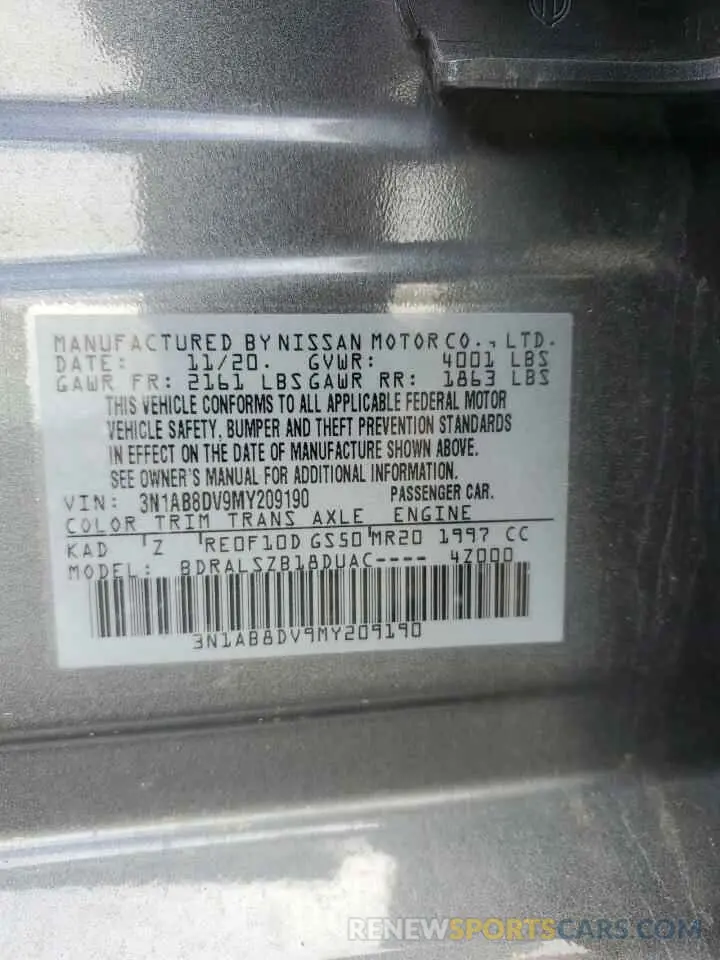 MANUFACTURED BY NISSAN MOTOR CO., LTD.
DATE: 11/20. GVWR: 4001 LBS
GAWR FR: 2161 LBS GAWR RR: 1863 LBS
THIS VEHICLE CONFORMS TO ALL APPLICABLE FEDERAL MOTOR
VEHICLE SAFETY, BUMPER AND THEFT PREVENTION STANDARDS
IN EFFECT ON THE DATE OF MANUFACTURE SHOWN ABOVE.
SEE OWNER'S MANUAL FOR ADDITIONAL INFORMATION.
VIN: 3N1AB8DV9MY209190 PASSENGER CAR.
COLOR TRIM TRANS AXLE ENGINE
KAD Z RE0F10D GS50 MR20 1997 CC
MODEL: BDRALSZB18DUAC---- 4Z000
3N1AB8DV9MY209190
RENEWSPORTSCARS.COM